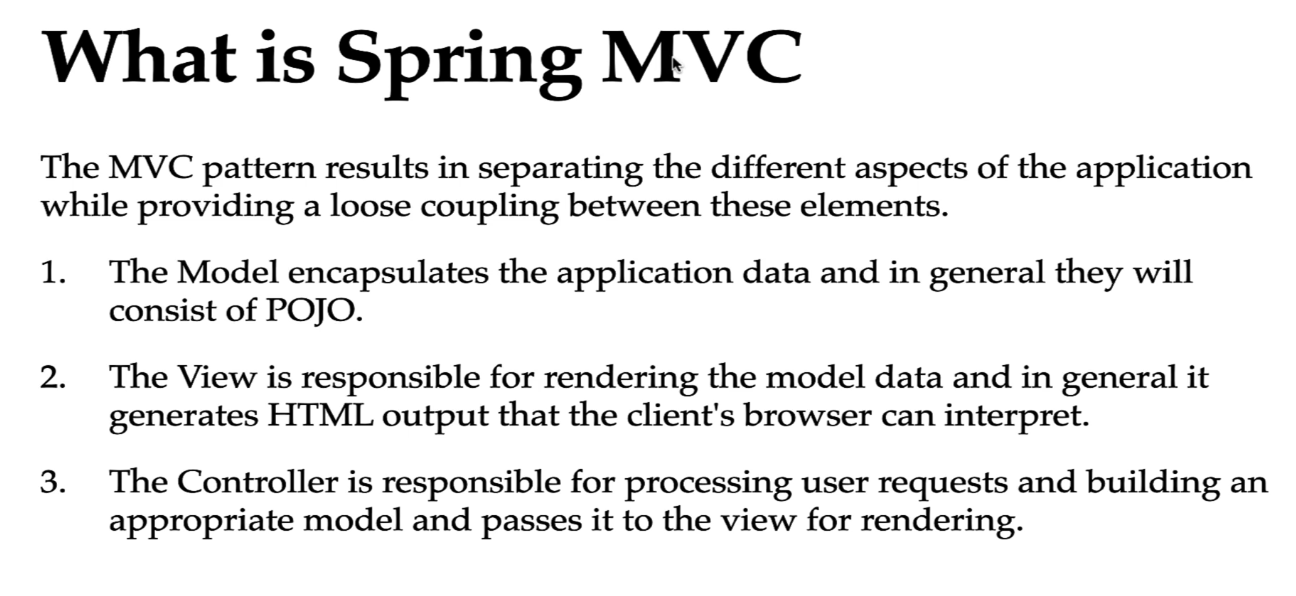 What is Spring MVC
The MVC pattern results in separating the different aspects of the application
while providing a loose coupling between these elements.
1. The Model encapsulates the application data and in general they will
consist of POJO.
2. The View is responsible for rendering the model data and in general it
generates HTML output that the client's browser can interpret.
3. The Controller is responsible for processing user requests and building an
appropriate model and passes it to the view for rendering.